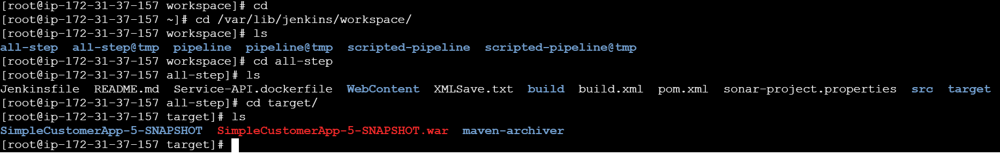 [root@ip-172-31-37-157 workspace]# cd
[root@ip-172-31-37-157 ~]# cd /var/lib/jenkins/workspace/
[root@ip-172-31-37-157 workspace]# ls
all-step  all-step@tmp  pipeline  pipeline@tmp  scripted-pipeline  scripted-pipeline@tmp
[root@ip-172-31-37-157 workspace]# cd all-step
[root@ip-172-31-37-157 all-step]# ls
Jenkinsfile  README.md  Service-API.dockerfile  WebContent  XMLSave.txt  build  build.xml  pom.xml  sonar-project.properties  src  target
[root@ip-172-31-37-157 all-step]# cd target/
[root@ip-172-31-37-157 target]# ls
SimpleCustomerApp-5-SNAPSHOT  SimpleCustomerApp-5-SNAPSHOT.war  maven-archiver
[root@ip-172-31-37-157 target]#